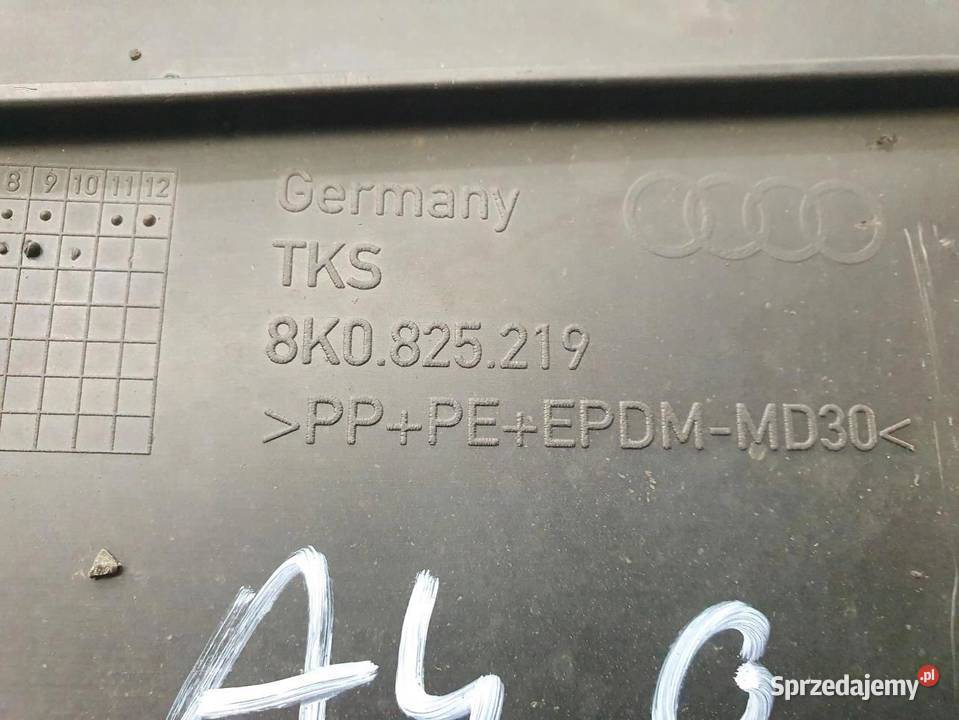 8 9 10 11 12
Germany
TKS
8K0.825.219
>PP+PE+EPDM-MD30<
A4
Sprzedajemy.pl